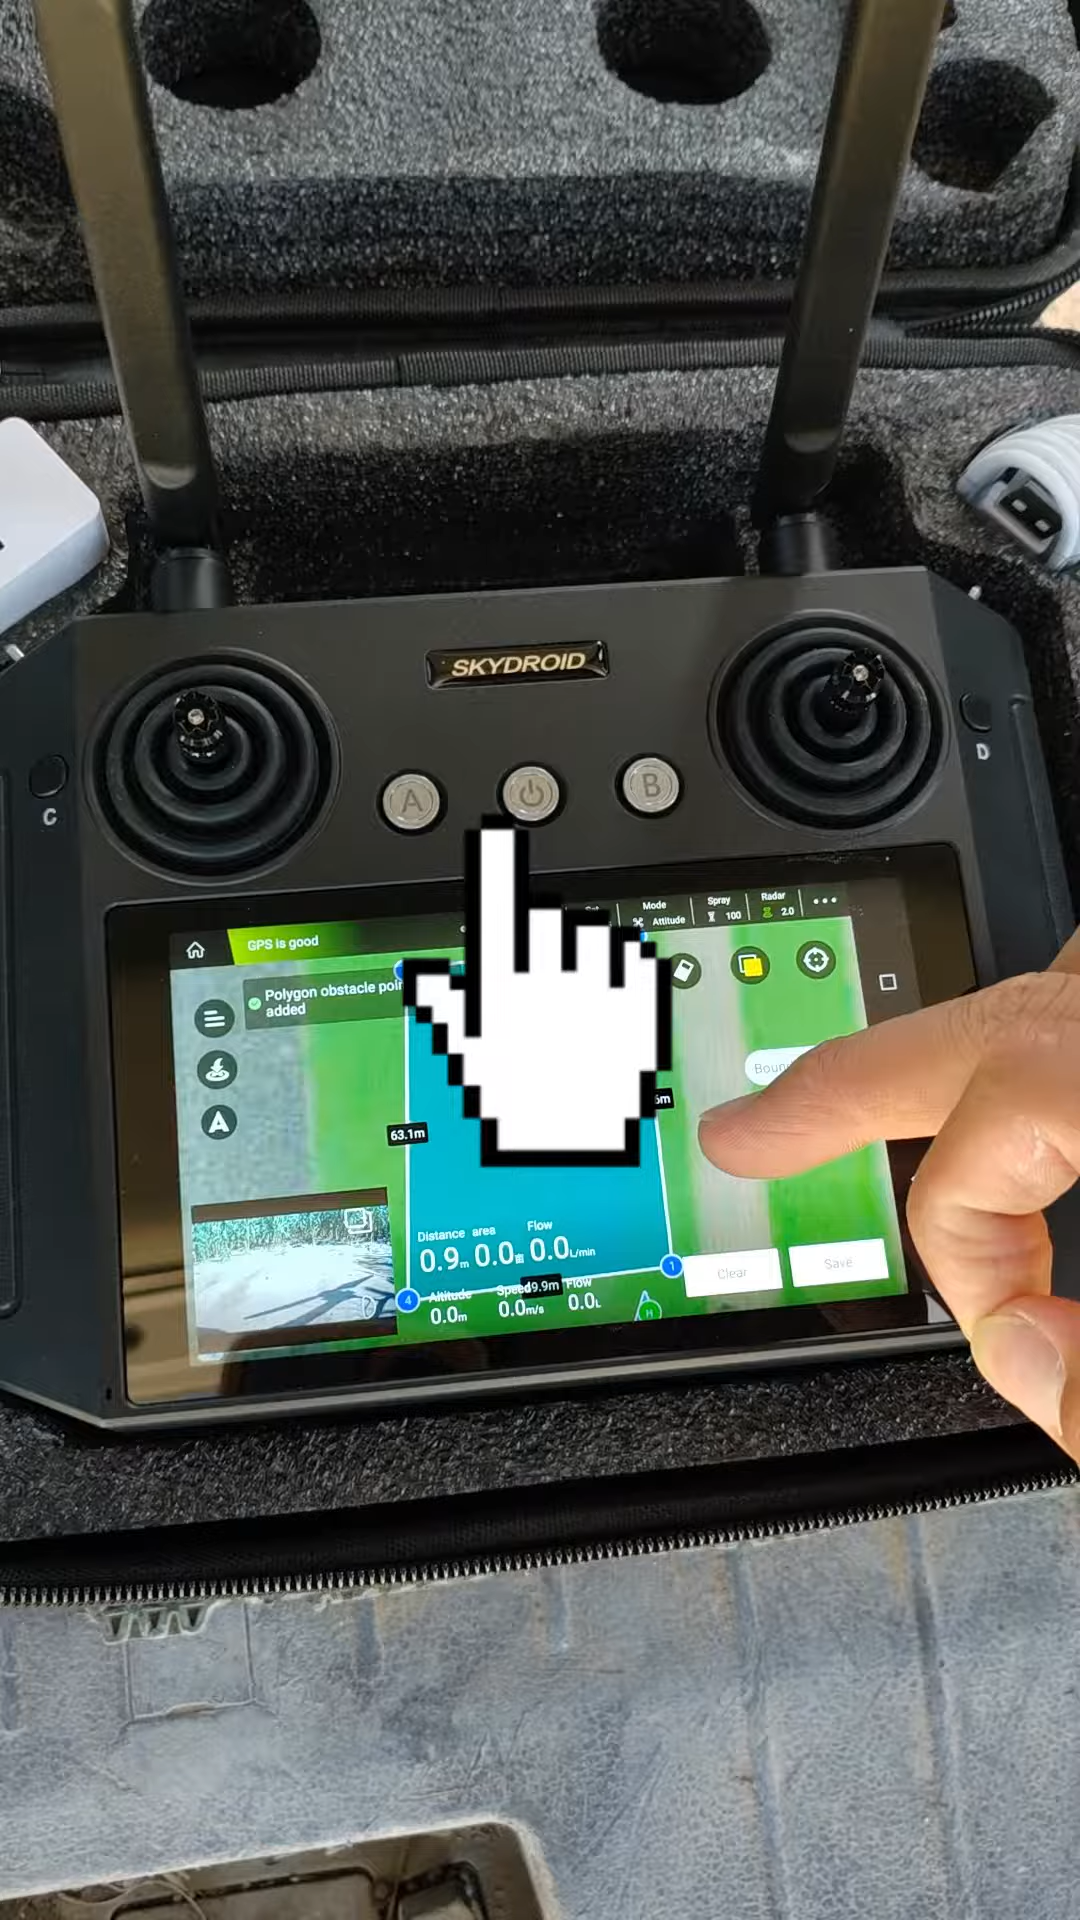 SKYDROID
A
B
C
D
GPS is good
Mode
Attitude
Spray
100
Radar
2.0
Polygon obstacle
added
63.1m
Distance area
Flow
0.9m 0.0 0.0L/min
Altitude
Speed
Flow
0.0m
0.0m/s
0.0L
9.9m
4
1
H
Clear
Save